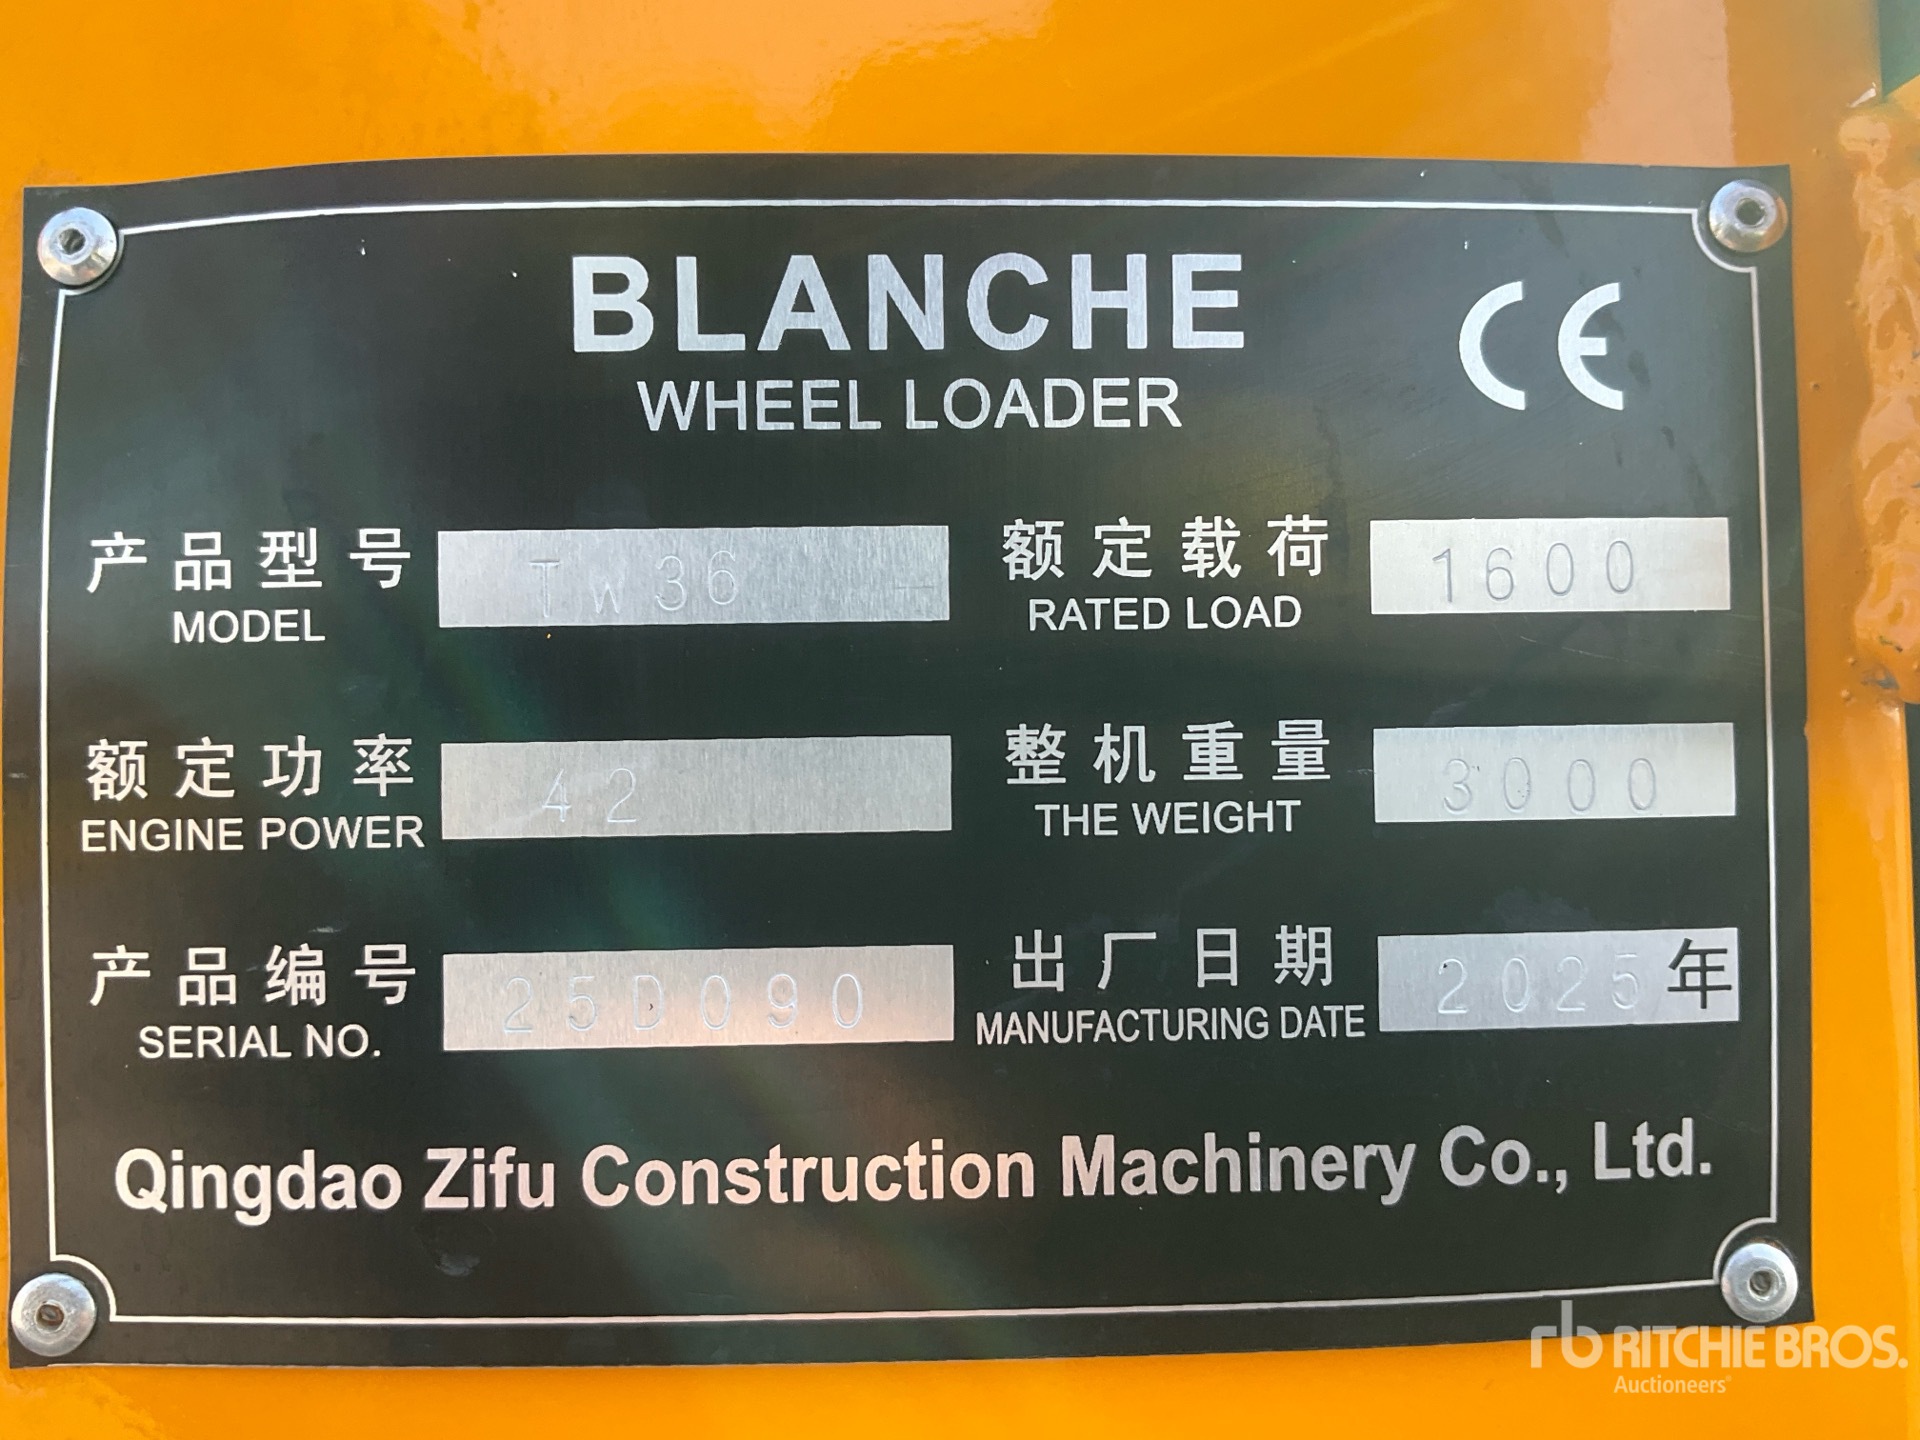 BLANCHE
CE
WHEEL LOADER
产品型号 TW36
MODEL
额定载荷 1600
RATED LOAD
额定功率 42
ENGINE POWER
整机重量 3000
THE WEIGHT
产品编号 25D090
SERIAL NO.
出厂日期 2025年
MANUFACTURING DATE
Qingdao Zifu Construction Machinery Co., Ltd.
rb RITCHIE BROS.
Auctioneers